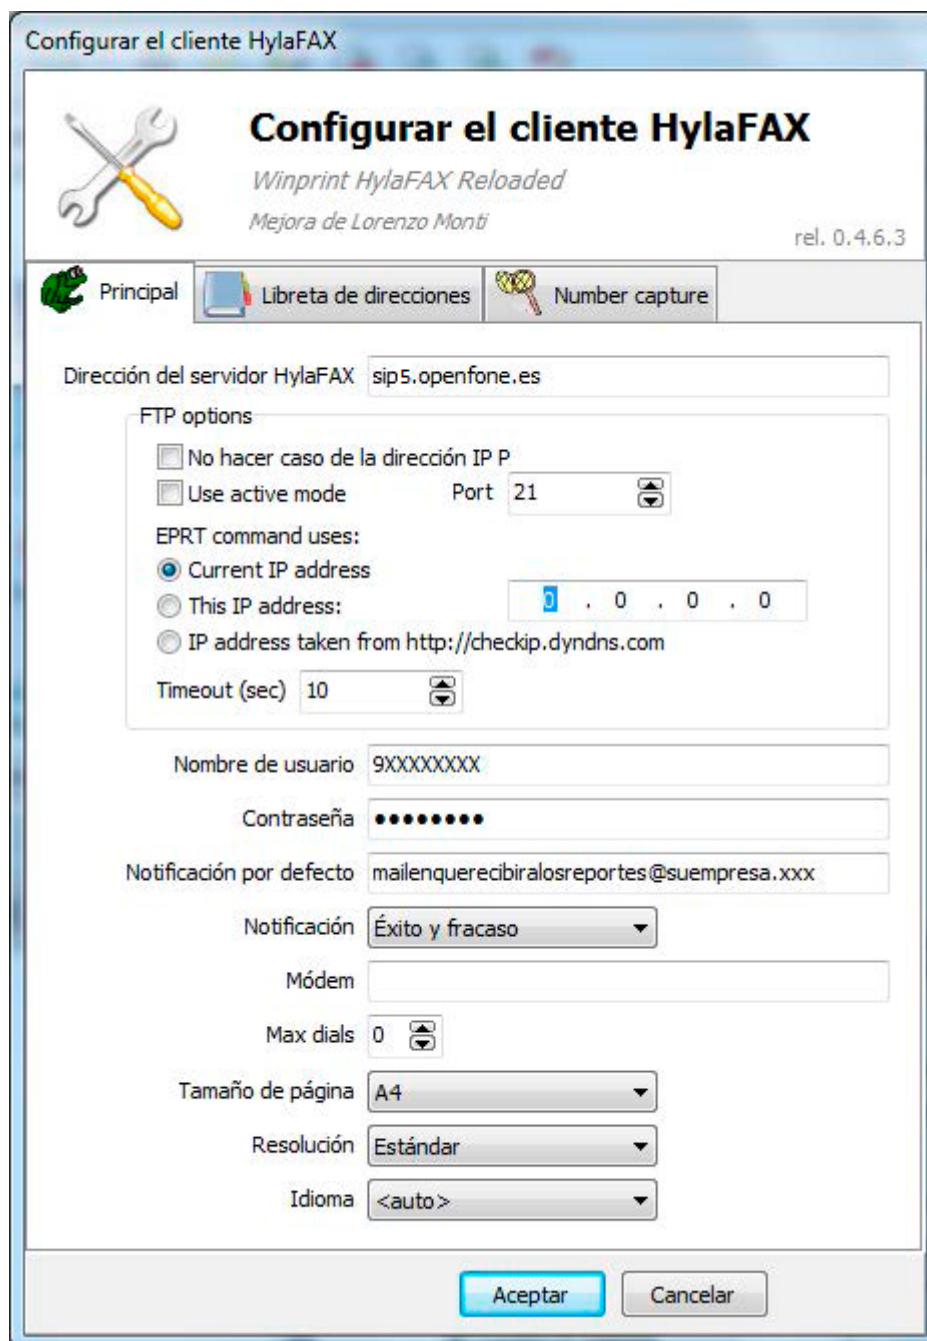 Configurar el cliente HylaFAX
Configurar el cliente HylaFAX
Winprint HylaFAX Reloaded
Mejora de Lorenzo Monti
rel. 0.4.6.3
Principal
Libreta de direcciones
Number capture
Dirección del servidor HylaFAX sip5.openfone.es
FTP options
No hacer caso de la dirección IP P
Use active mode Port 21
EPRT command uses:
Current IP address
This IP address: 0 . 0 . 0 . 0
IP address taken from http://checkip.dyndns.com
Timeout (sec) 10
Nombre de usuario 9XXXXXXXX
Contraseña ●●●●●●●●
Notificación por defecto mailenquerecibiralosreportes@suempresa.xxx
Notificación Éxito y fracaso
Módem
Max dials 0
Tamaño de página A4
Resolución Estándar
Idioma <auto>
Aceptar Cancelar